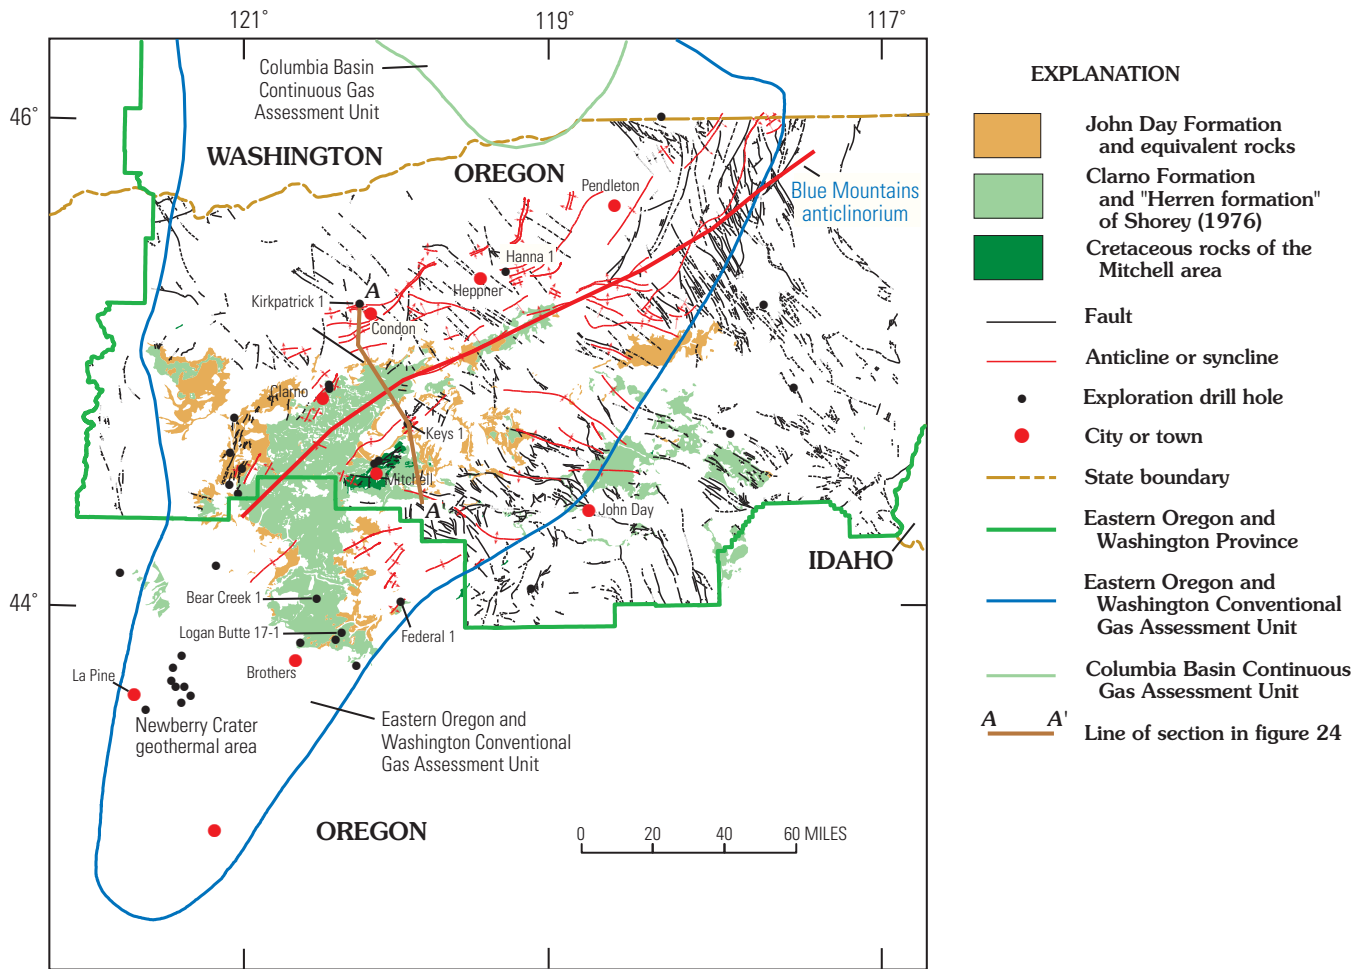 121°
119°
117°
46°
44°
Columbia Basin
Continuous Gas
Assessment Unit
WASHINGTON
OREGON
Pendleton
Blue Mountains
anticlinorium
Hanna 1
Heppner
Kirkpatrick 1
A
Condon
Clarno
Keys 1
Mitchell
A'
John Day
IDAHO
Bear Creek 1
Logan Butte 17-1
Federal 1
Brothers
La Pine
Newberry Crater
geothermal area
Eastern Oregon and
Washington Conventional
Gas Assessment Unit
OREGON
0 20 40 60 MILES
EXPLANATION
John Day Formation
and equivalent rocks
Clarno Formation
and "Herren formation"
of Shorey (1976)
Cretaceous rocks of the
Mitchell area
Fault
Anticline or syncline
Exploration drill hole
City or town
State boundary
Eastern Oregon and
Washington Province
Eastern Oregon and
Washington Conventional
Gas Assessment Unit
Columbia Basin Continuous
Gas Assessment Unit
A A'
Line of section in figure 24